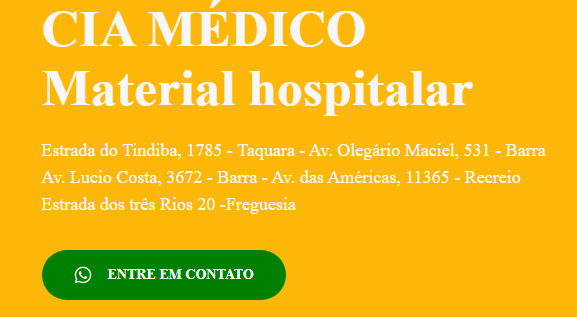 CIA MÉDICO
Material hospitalar
Estrada do Tindiba, 1785 - Taquara - Av. Olegário Maciel, 531 - Barra
Av. Lucio Costa, 3672 - Barra - Av. das Américas, 11365 - Recreio
Estrada dos três Rios 20 -Freguesia
ENTRE EM CONTATO